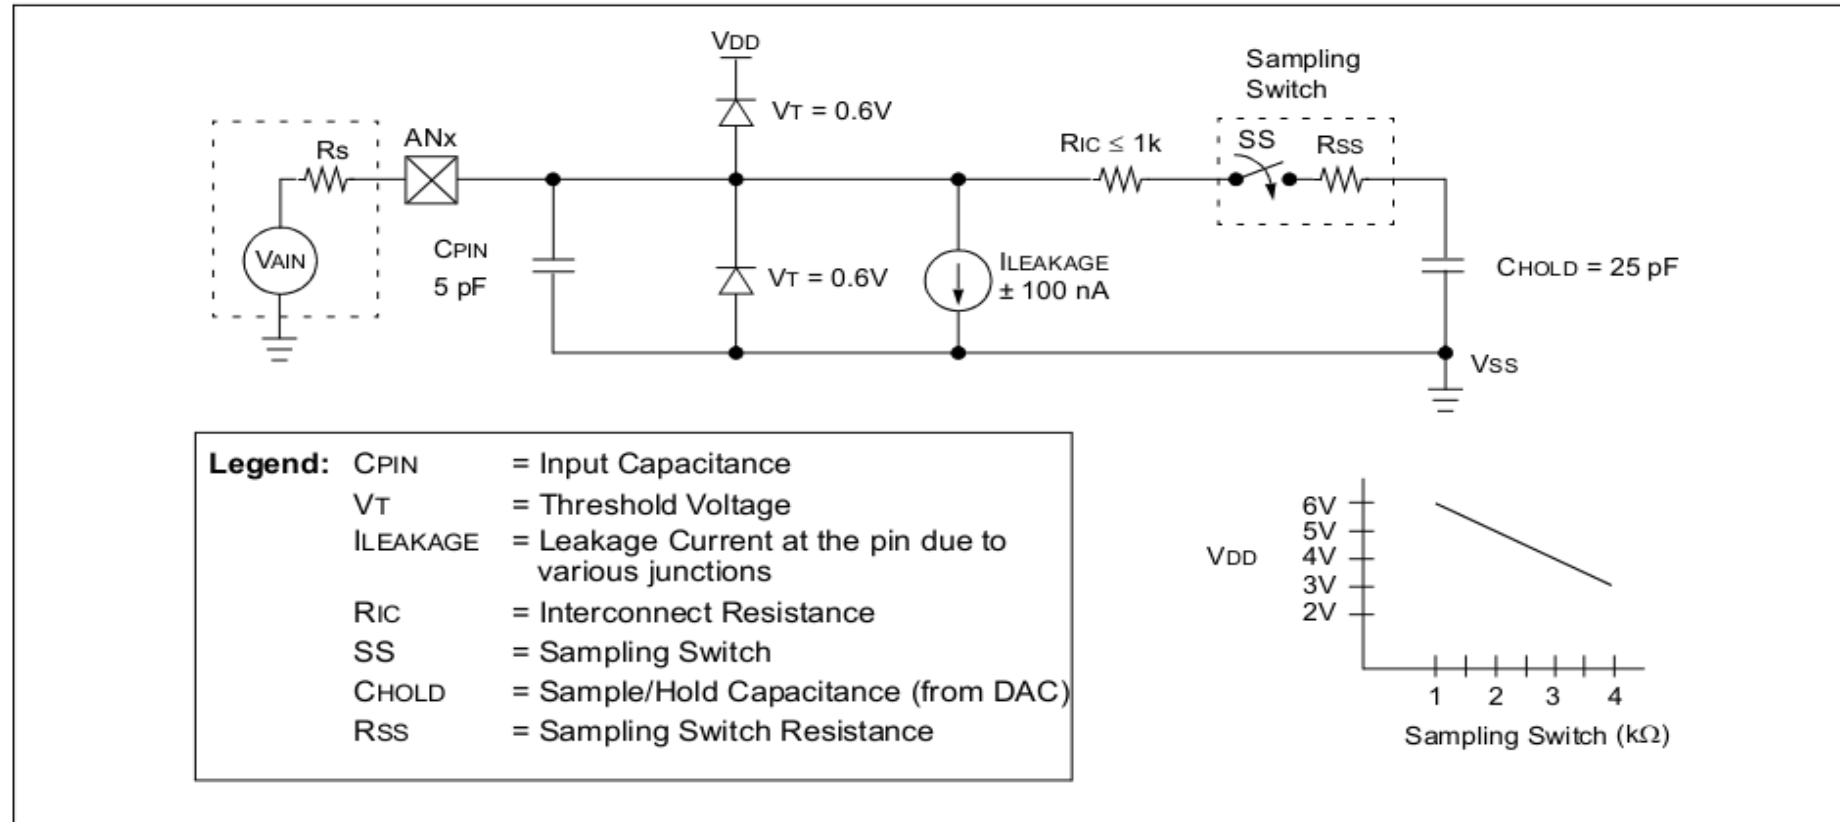 VDD
Sampling
Switch
VT = 0.6V
Rs
ANx
RIC ≤ 1k
SS
RSS
VAIN
CPIN
5 pF
VT = 0.6V
ILEAKAGE
± 100 nA
CHOLD = 25 pF
VSS
Legend: CPIN = Input Capacitance
VT = Threshold Voltage
ILEAKAGE = Leakage Current at the pin due to
various junctions
RIC = Interconnect Resistance
SS = Sampling Switch
CHOLD = Sample/Hold Capacitance (from DAC)
RSS = Sampling Switch Resistance
6V
5V
VDD
4V
3V
2V
1 2 3 4
Sampling Switch (kΩ)